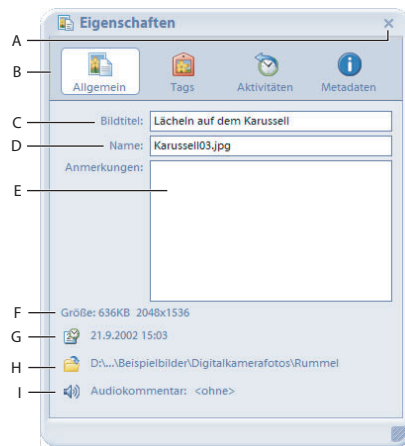 Eigenschaften
A
B
Allgemein Tags Aktivitäten Metadaten
C Bildtitel: Lächeln auf dem Karussell
D Name: Karussell03.jpg
Anmerkungen:
E
F Größe: 636KB 2048x1536
G 21.9.2002 15:03
H D:\...\Beispielbilder\Digitalkamerafotos\Rummel
I Audiokommentar: <ohne>